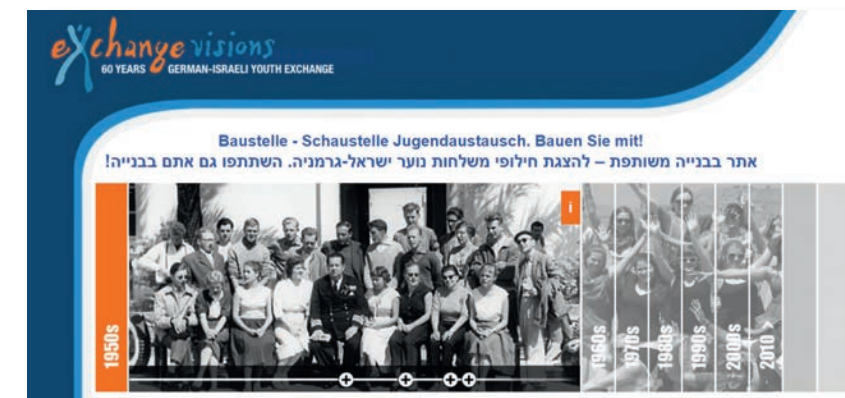 exchange visions
60 YEARS GERMAN-ISRAELI YOUTH EXCHANGE
Baustelle - Schaustelle Jugendaustausch. Bauen Sie mit!
אתר בבנייה משותפת – להצגת חילופי משלחות נוער ישראל-גרמניה. השתתפו גם אתם בבנייה!
i
1950s
1960s
1970s
1980s
1990s
2000s
2010 >